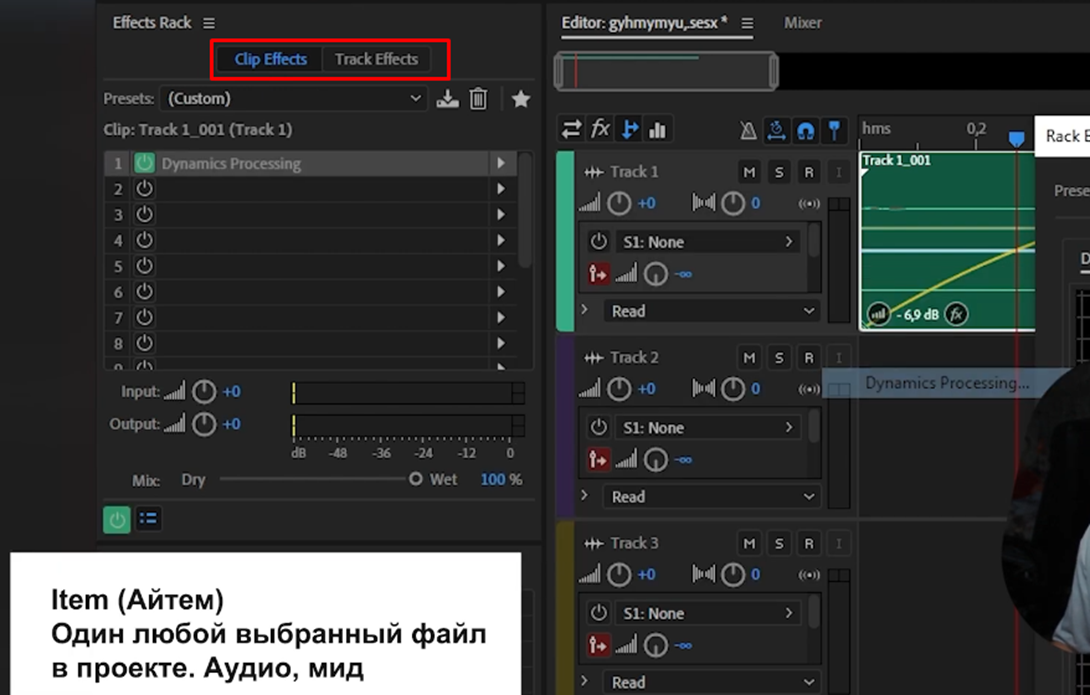 Effects Rack
Clip Effects Track Effects
Presets: (Custom)
Clip: Track 1_001 (Track 1)
1 Dynamics Processing
2
3
4
5
6
7
8
9
Input: +0
Output: +0
dB -48 -36 -24 -12 0
Mix: Dry Wet 100 %
Editor: gyhmymyu_sesx * Mixer
fx
hms 0,2
Track 1 M S R I
+0 0
S1: None
-∞
Read
Track 1_001
-6,9 dB fx
Track 2 M S R I
+0 0
S1: None
-∞
Read
Track 3 M S R I
+0 0
S1: None
-∞
Read
Dynamics Processing...
Rack E
Prese
D
Item (Айтем)
Один любой выбранный файл
в проекте. Аудио, мид